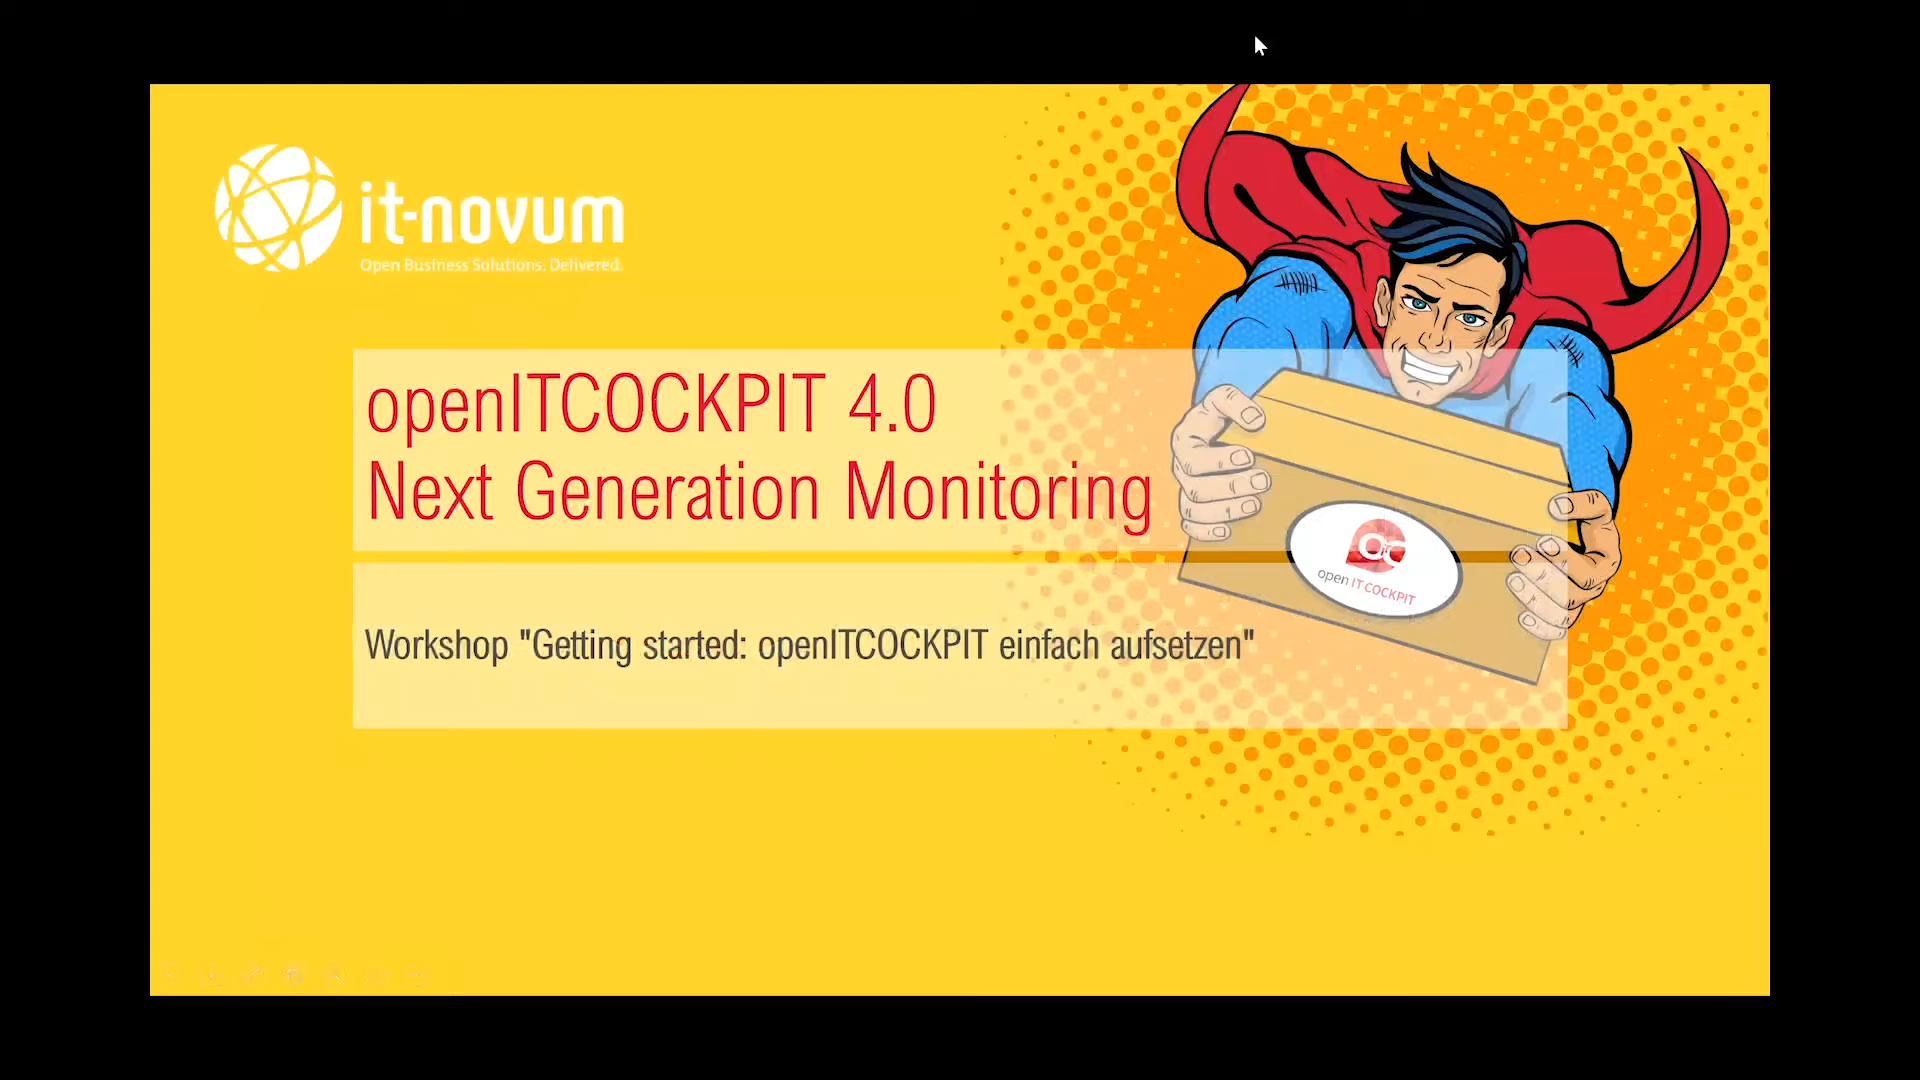 it-novum
Open Business Solutions. Delivered.
openITCOCKPIT 4.0
Next Generation Monitoring
OitC
open IT COCKPIT
Workshop "Getting started: openITCOCKPIT einfach aufsetzen"